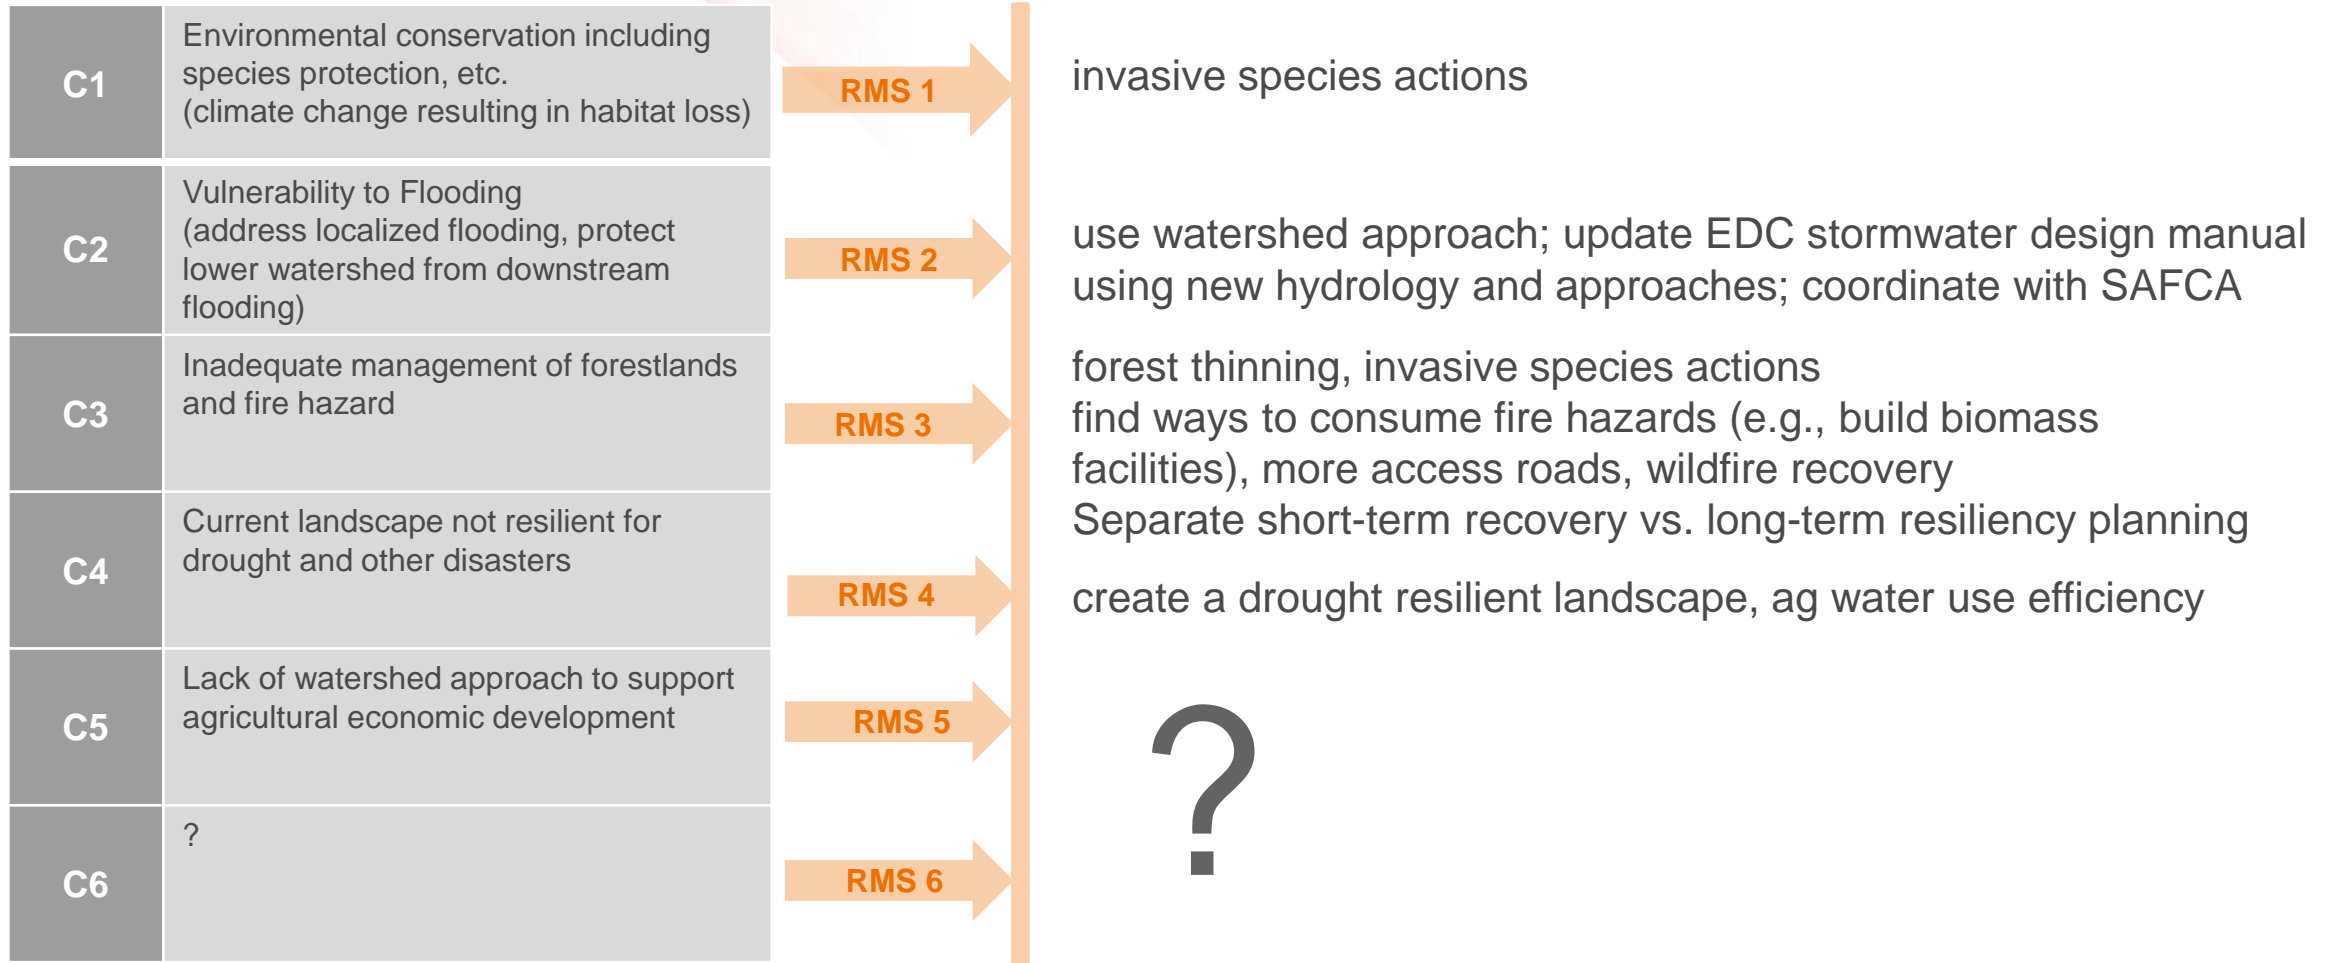 C1
Environmental conservation including
species protection, etc.
(climate change resulting in habitat loss)
RMS 1
invasive species actions
C2
Vulnerability to Flooding
(address localized flooding, protect
lower watershed from downstream
flooding)
RMS 2
use watershed approach; update EDC stormwater design manual
using new hydrology and approaches; coordinate with SAFCA
C3
Inadequate management of forestlands
and fire hazard
RMS 3
forest thinning, invasive species actions
find ways to consume fire hazards (e.g., build biomass
facilities), more access roads, wildfire recovery
Separate short-term recovery vs. long-term resiliency planning
C4
Current landscape not resilient for
drought and other disasters
RMS 4
create a drought resilient landscape, ag water use efficiency
C5
Lack of watershed approach to support
agricultural economic development
RMS 5
?
C6
?
RMS 6